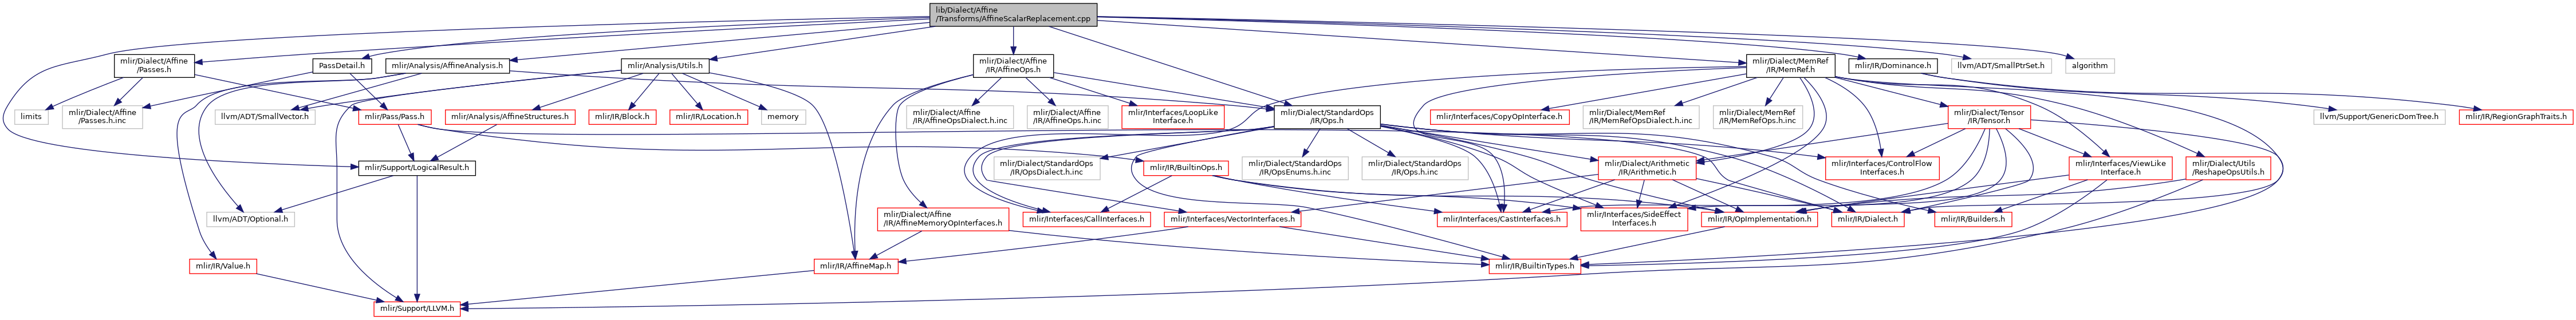 lib/Dialect/Affine
/Transforms/AffineScalarReplacement.cpp
mlir/Dialect/Affine
/Passes.h
PassDetail.h
mlir/Analysis/AffineAnalysis.h
mlir/Analysis/Utils.h
mlir/Dialect/Affine
/IR/AffineOps.h
mlir/Dialect/MemRef
/IR/MemRef.h
mlir/IR/Dominance.h
llvm/ADT/SmallPtrSet.h
algorithm
limits
mlir/Dialect/Affine
/Passes.h.inc
llvm/ADT/SmallVector.h
mlir/Pass/Pass.h
mlir/Analysis/AffineStructures.h
mlir/IR/Block.h
mlir/IR/Location.h
memory
mlir/Dialect/Affine
/IR/AffineOpsDialect.h.inc
mlir/Dialect/Affine
/IR/AffineOps.h.inc
mlir/Interfaces/LoopLike
Interface.h
mlir/Dialect/StandardOps
/IR/Ops.h
mlir/Interfaces/CopyOpInterface.h
mlir/Dialect/MemRef
/IR/MemRefOpsDialect.h.inc
mlir/Dialect/MemRef
/IR/MemRefOps.h.inc
mlir/Dialect/Tensor
/IR/Tensor.h
llvm/Support/GenericDomTree.h
mlir/IR/RegionGraphTraits.h
mlir/Support/LogicalResult.h
mlir/Dialect/StandardOps
/IR/OpsDialect.h.inc
mlir/IR/BuiltinOps.h
mlir/Dialect/StandardOps
/IR/OpsEnums.h.inc
mlir/Dialect/StandardOps
/IR/Ops.h.inc
mlir/Dialect/Arithmetic
/IR/Arithmetic.h
mlir/Interfaces/ControlFlow
Interfaces.h
mlir/Interfaces/ViewLike
Interface.h
mlir/Dialect/Utils
/ReshapeOpsUtils.h
llvm/ADT/Optional.h
mlir/Dialect/Affine
/IR/AffineMemoryOpInterfaces.h
mlir/Interfaces/CallInterfaces.h
mlir/Interfaces/VectorInterfaces.h
mlir/Interfaces/CastInterfaces.h
mlir/Interfaces/SideEffect
Interfaces.h
mlir/IR/OpImplementation.h
mlir/IR/Dialect.h
mlir/IR/Builders.h
mlir/IR/Value.h
mlir/IR/AffineMap.h
mlir/IR/BuiltinTypes.h
mlir/Support/LLVM.h